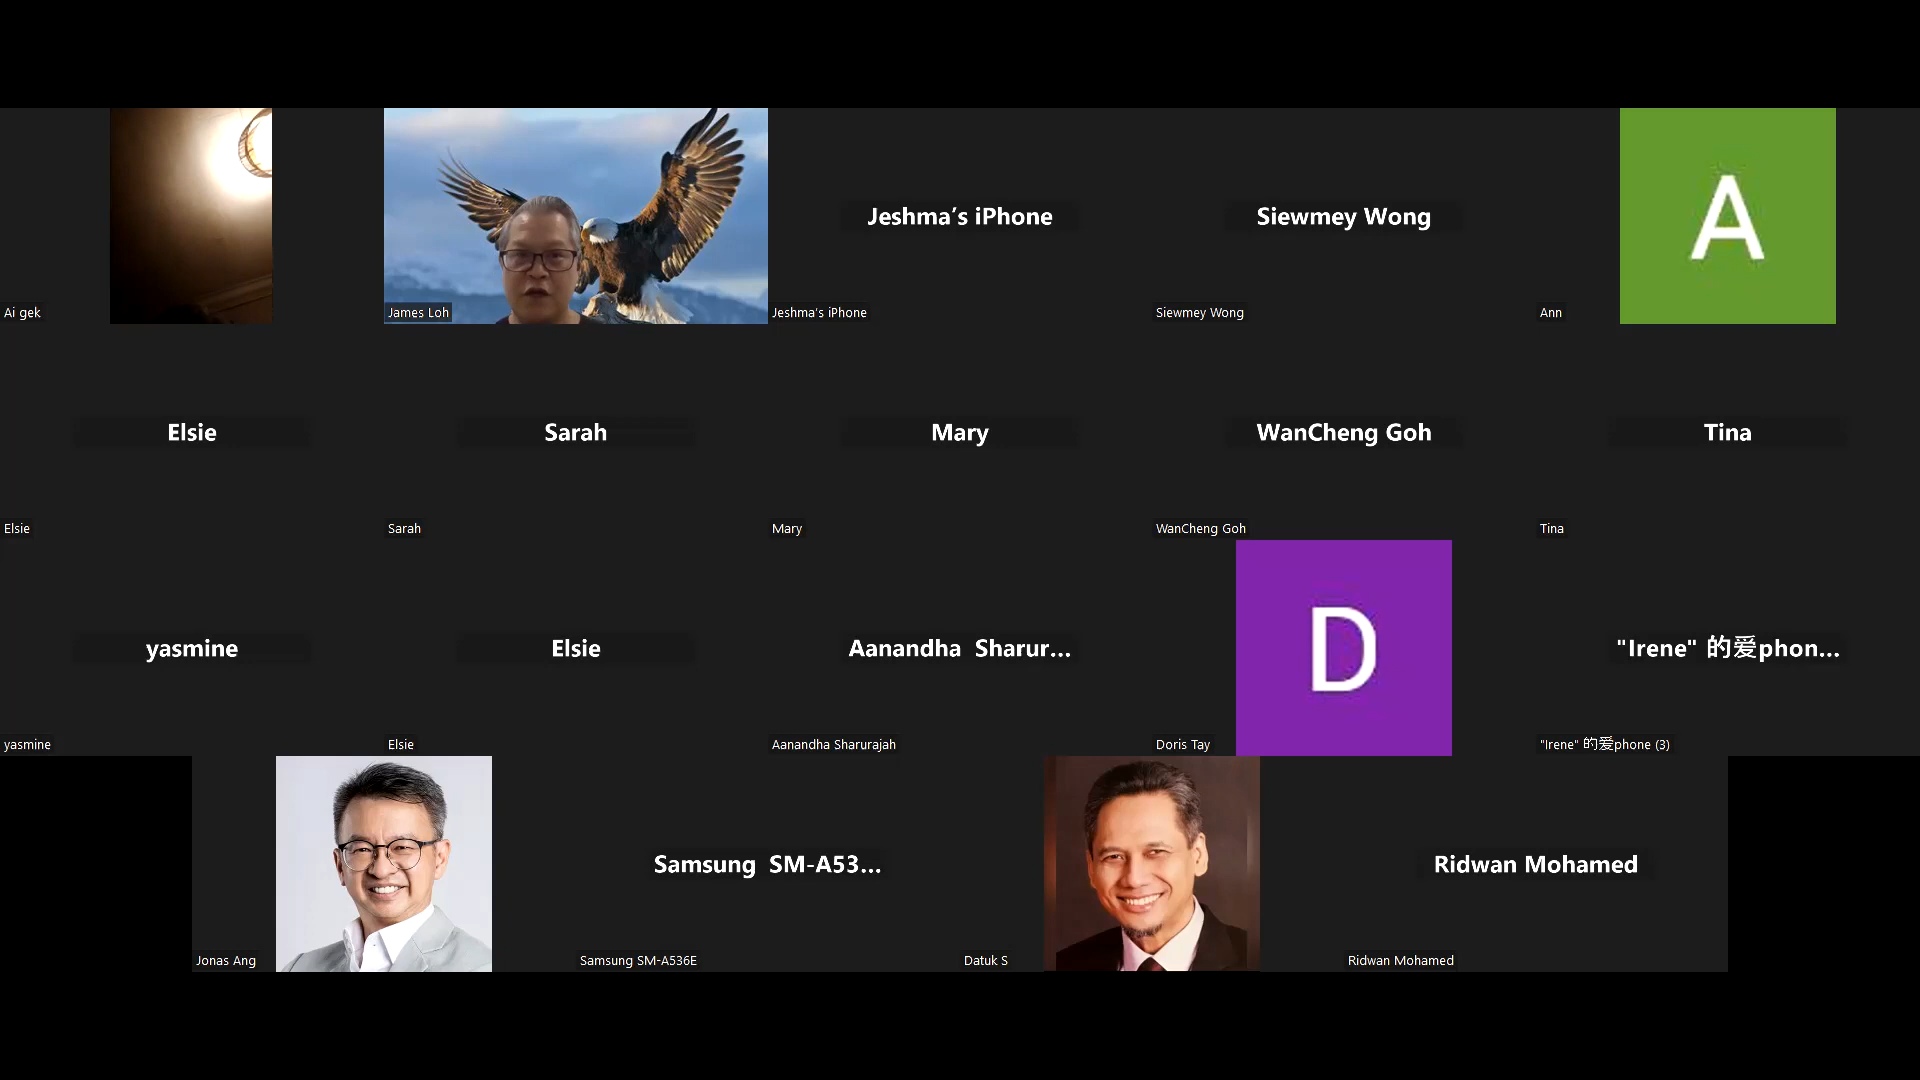 Jeshma's iPhone
Siewmey Wong
A
Ai gek
James Loh
Jeshma's iPhone
Siewmey Wong
Ann
Elsie
Sarah
Mary
WanCheng Goh
Tina
Elsie
Sarah
Mary
WanCheng Goh
Tina
yasmine
Elsie
Aanandha Sharur...
D
"Irene" 的爱phon...
yasmine
Elsie
Aanandha Sharurajah
Doris Tay
"Irene" 的爱phone (3)
Samsung SM-A53...
Ridwan Mohamed
Jonas Ang
Samsung SM-A536E
Datuk S
Ridwan Mohamed